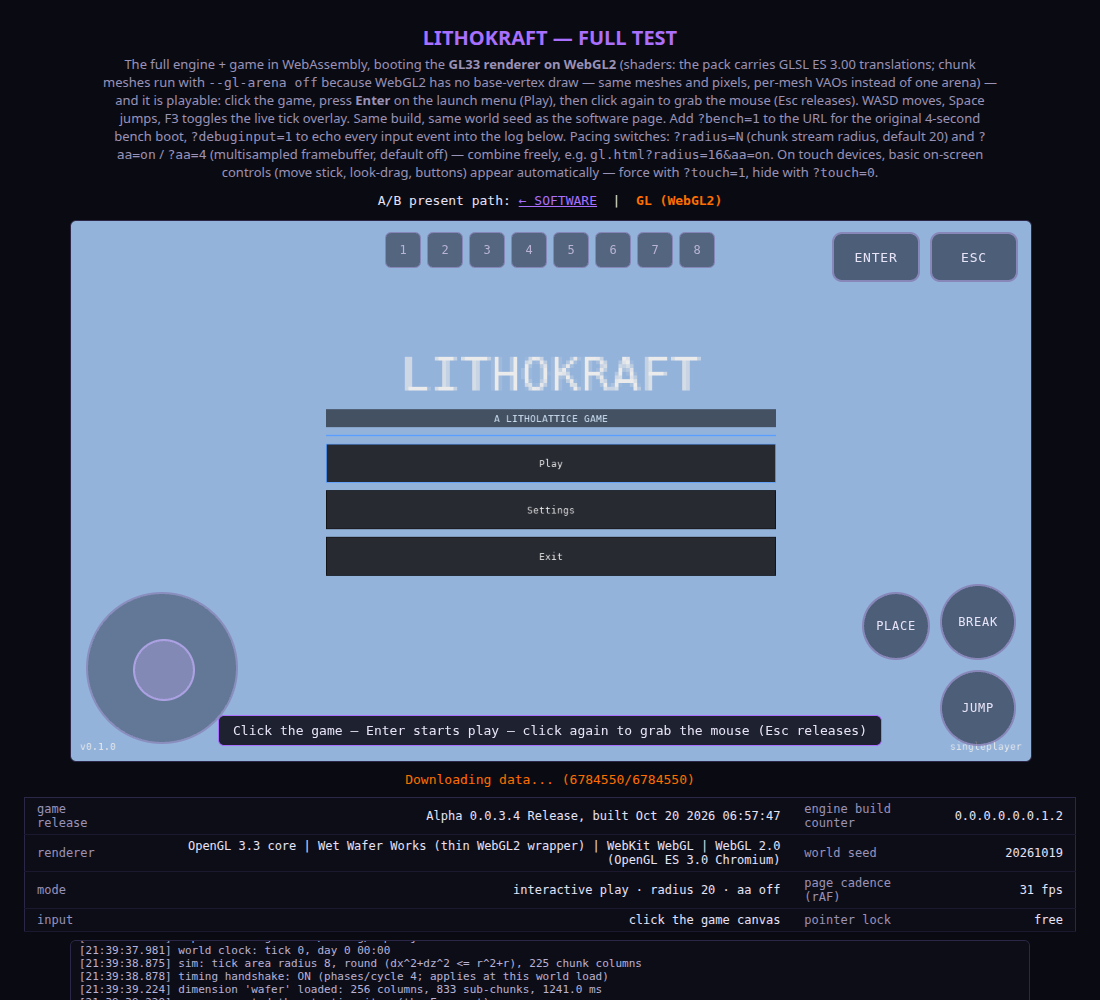 LITHOKRAFT — FULL TEST
The full engine + game in WebAssembly, booting the GL33 renderer on WebGL2 (shaders: the pack carries GLSL ES 3.00 translations; chunk
meshes run with --gl-arena off because WebGL2 has no base-vertex draw — same meshes and pixels, per-mesh VAOs instead of one arena) —
and it is playable: click the game, press Enter on the launch menu (Play), then click again to grab the mouse (Esc releases). WASD moves, Space
jumps, F3 toggles the live tick overlay. Same build, same world seed as the software page. Add ?bench=1 to the URL for the original 4-second
bench boot, ?debuginput=1 to echo every input event into the log below. Pacing switches: ?radius=N (chunk stream radius, default 20) and ?
aa=on / ?aa=4 (multisampled framebuffer, default off) — combine freely, e.g. gl.html?radius=16&aa=on. On touch devices, basic on-screen
controls (move stick, look-drag, buttons) appear automatically — force with ?touch=1, hide with ?touch=0.
A/B present path: ← SOFTWARE | GL (WebGL2)
1 2 3 4 5 6 7 8
ENTER ESC
LITHOKRAFT
A LITHOLATTICE GAME
Play
Settings
Exit
PLACE BREAK
JUMP
Click the game — Enter starts play — click again to grab the mouse (Esc releases)
v0.1.0 singleplayer
Downloading data... (6784550/6784550)
game release Alpha 0.0.3.4 Release, built Oct 20 2026 06:57:47 engine build counter 0.0.0.0.0.0.1.2
renderer OpenGL 3.3 core | Wet Wafer Works (thin WebGL2 wrapper) | WebKit WebGL | WebGL 2.0 (OpenGL ES 3.0 Chromium) world seed 20261019
mode interactive play · radius 20 · aa off page cadence (rAF) 31 fps
input click the game canvas pointer lock free
[21:39:37.981] world clock: tick 0, day 0 00:00
[21:39:38.875] sim: tick area radius 8, round (dx^2+dz^2 <= r^2+r), 225 chunk columns
[21:39:38.878] timing handshake: ON (phases/cycle 4; applies at this world load)
[21:39:39.224] dimension 'wafer' loaded: 256 columns, 833 sub-chunks, 1241.0 ms